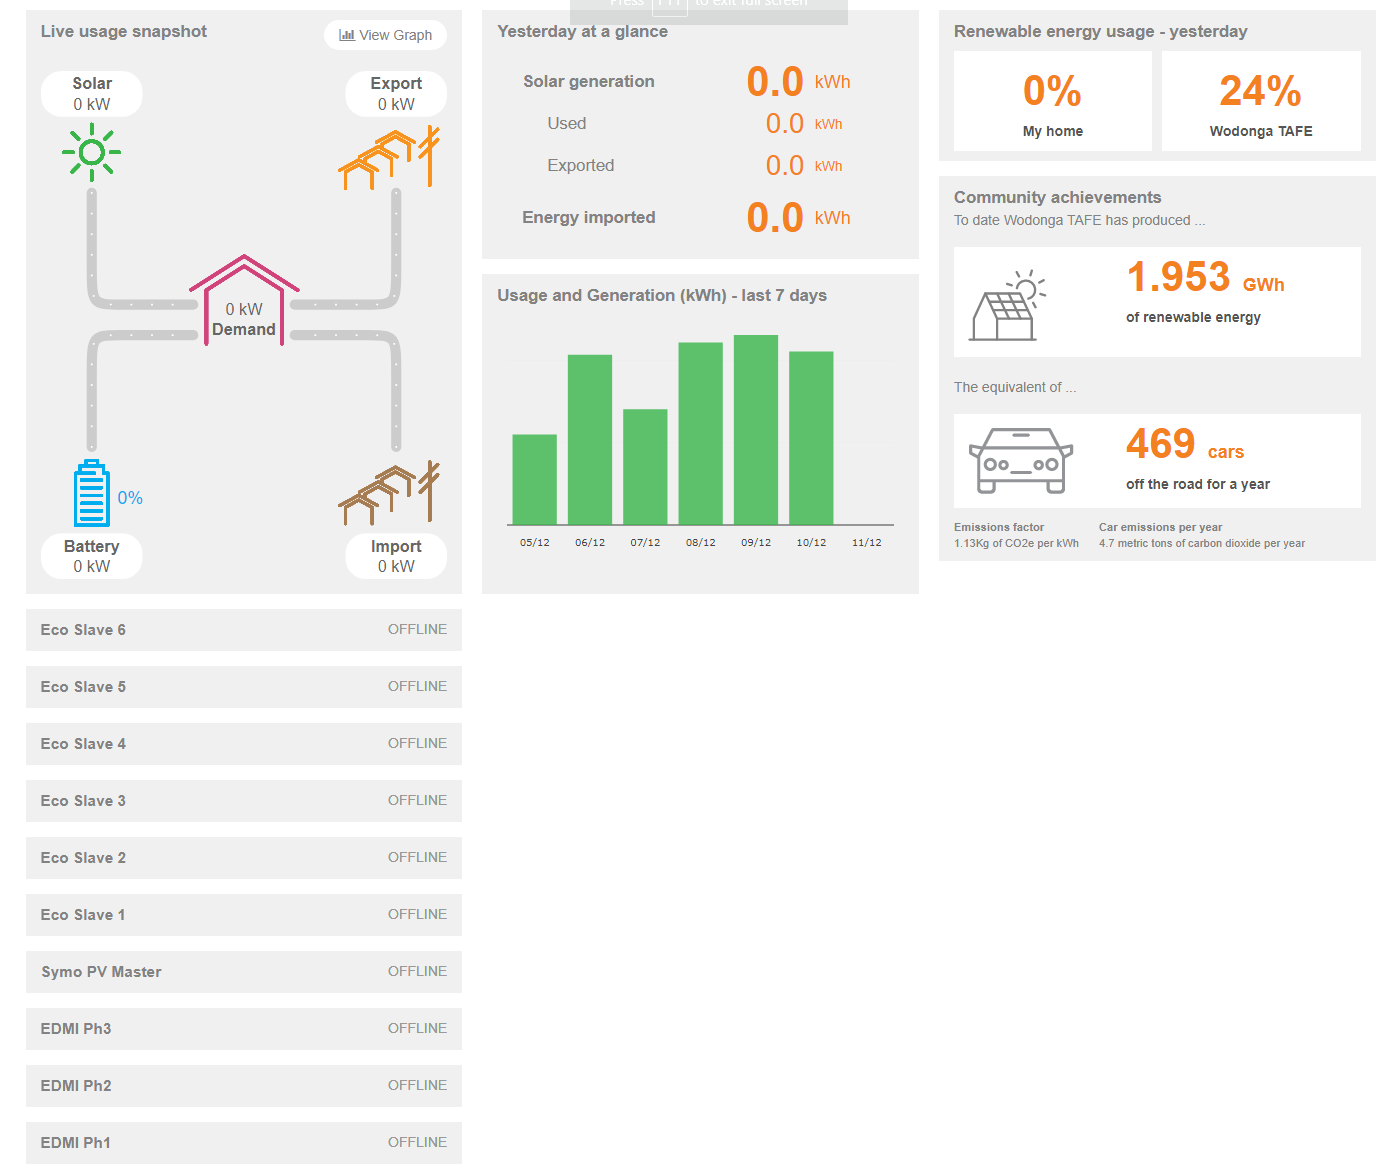 Press F11 to exit full screen
Live usage snapshot
View Graph
Solar
0 kW
Export
0 kW
0 kW
Demand
0%
Battery
0 kW
Import
0 kW
Eco Slave 6 OFFLINE
Eco Slave 5 OFFLINE
Eco Slave 4 OFFLINE
Eco Slave 3 OFFLINE
Eco Slave 2 OFFLINE
Eco Slave 1 OFFLINE
Symo PV Master OFFLINE
EDMI Ph3 OFFLINE
EDMI Ph2 OFFLINE
EDMI Ph1 OFFLINE
Yesterday at a glance
Solar generation 0.0 kWh
Used 0.0 kWh
Exported 0.0 kWh
Energy imported 0.0 kWh
Usage and Generation (kWh) - last 7 days
05/12 06/12 07/12 08/12 09/12 10/12 11/12
Renewable energy usage - yesterday
0%
My home
24%
Wodonga TAFE
Community achievements
To date Wodonga TAFE has produced ...
1.953 GWh
of renewable energy
The equivalent of ...
469 cars
off the road for a year
Emissions factor
1.13Kg of CO2e per kWh
Car emissions per year
4.7 metric tons of carbon dioxide per year